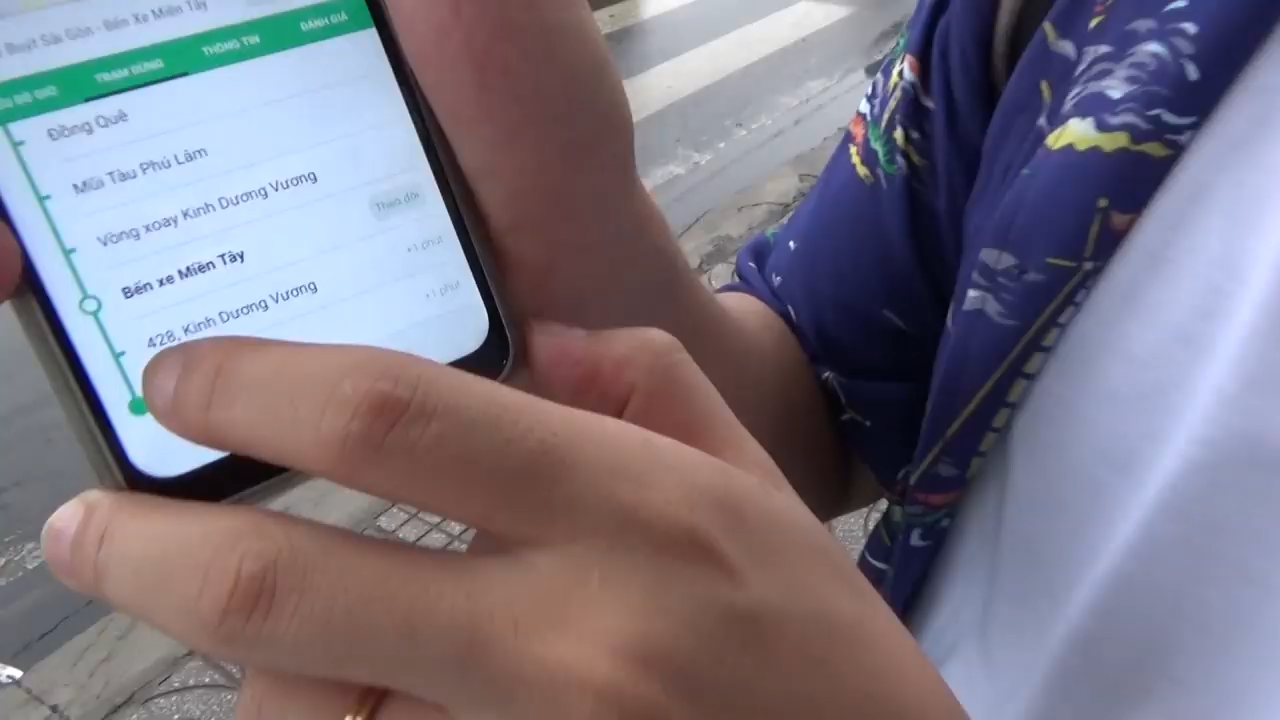 Buýt Sài Gòn - Bến Xe Miền Tây
TRẠM DỪNG
THÔNG TIN
ĐÁNH GIÁ
Đồng Quê
Mũi Tàu Phú Lâm
Vòng xoay Kinh Dương Vương
Theo dõi
Bến xe Miền Tây
+1 phút
428, Kinh Dương Vương
+1 phút